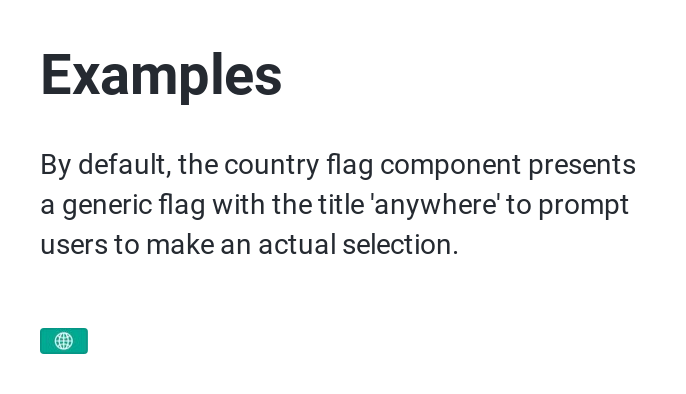 Examples
By default, the country flag component presents
a generic flag with the title 'anywhere' to prompt
users to make an actual selection.